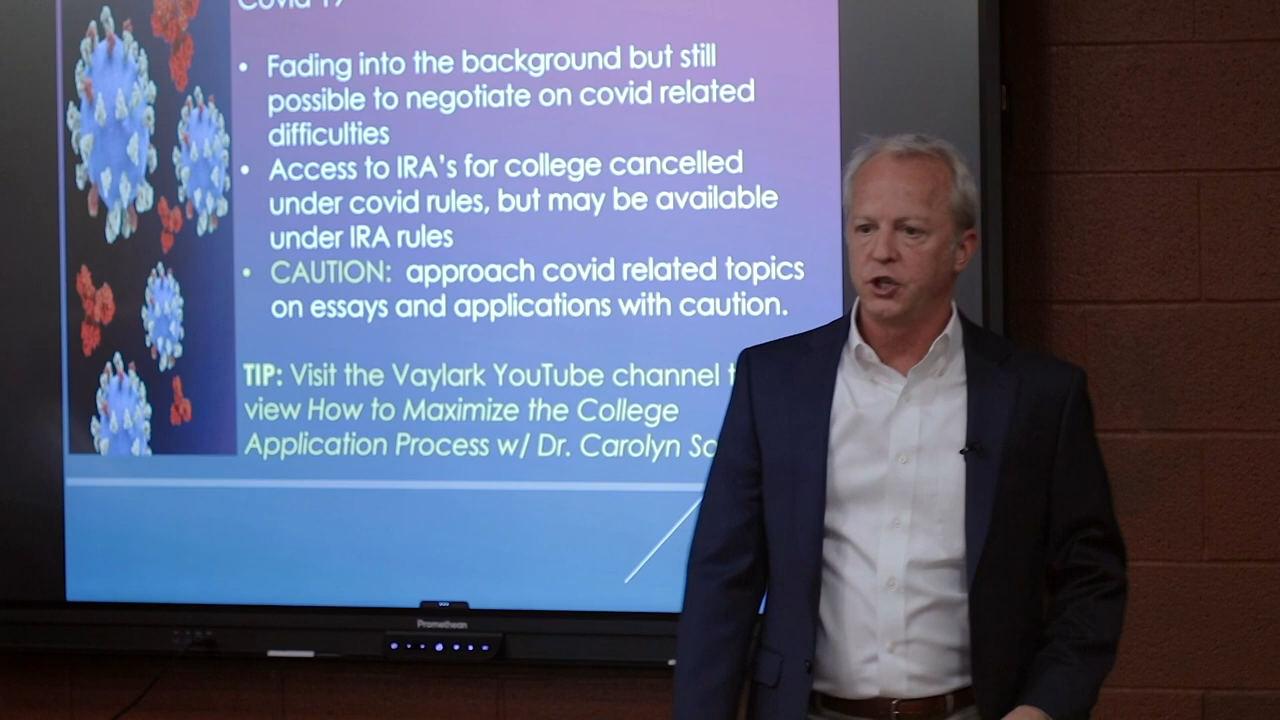 Covid 19
• Fading into the background but still
possible to negotiate on covid related
difficulties
• Access to IRA's for college cancelled
under covid rules, but may be available
under IRA rules
• CAUTION: approach covid related topics
on essays and applications with caution.
TIP: Visit the Vaylark YouTube channel
view How to Maximize the College
Application Process w/ Dr. Carolyn
Promethean